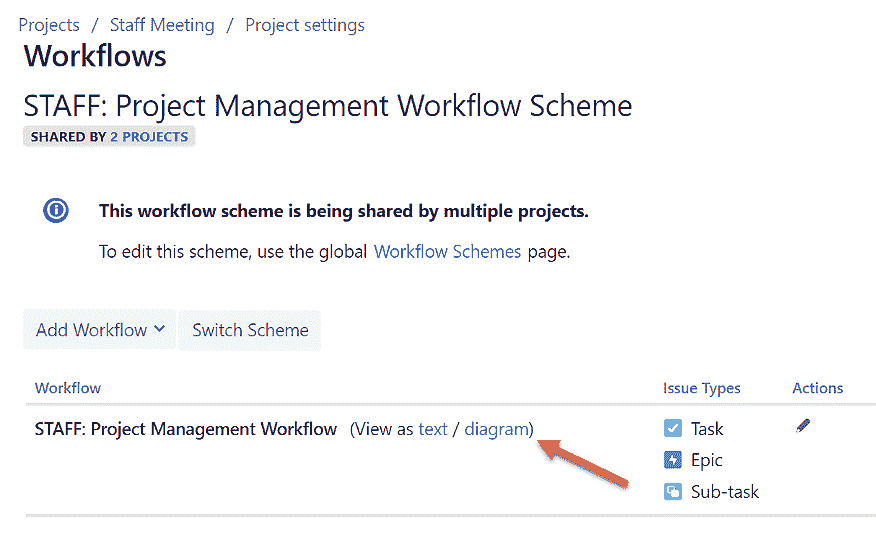 Projects / Staff Meeting / Project settings
Workflows
STAFF: Project Management Workflow Scheme
SHARED BY 2 PROJECTS
This workflow scheme is being shared by multiple projects.
To edit this scheme, use the global Workflow Schemes page.
Add Workflow Switch Scheme
Workflow Issue Types Actions
STAFF: Project Management Workflow (View as text / diagram) Task
Epic
Sub-task